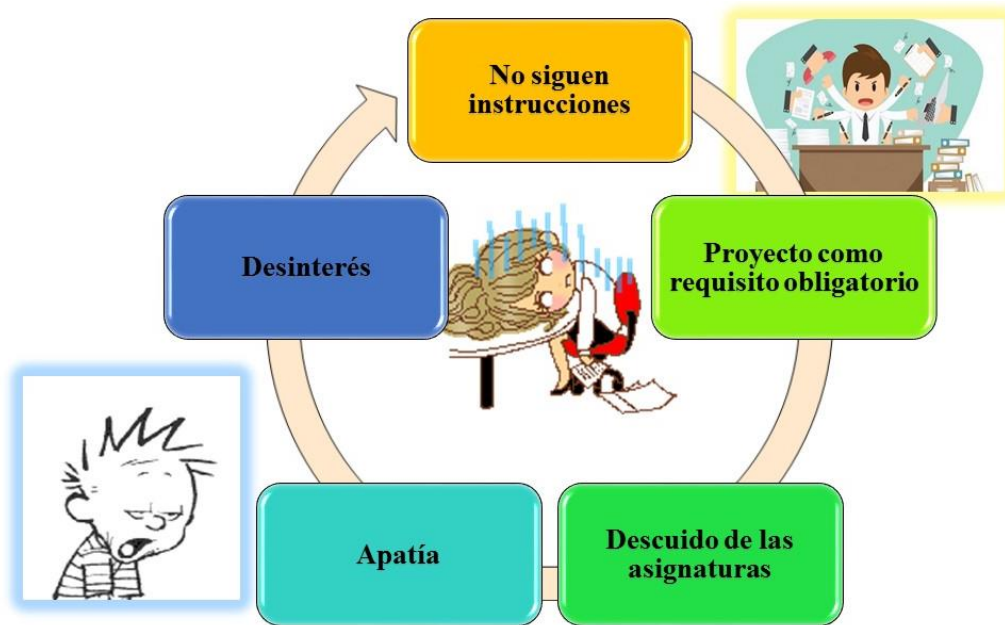 No siguen
instrucciones
Proyecto como
requisito obligatorio
Descuido de las
asignaturas
Apatía
Desinterés